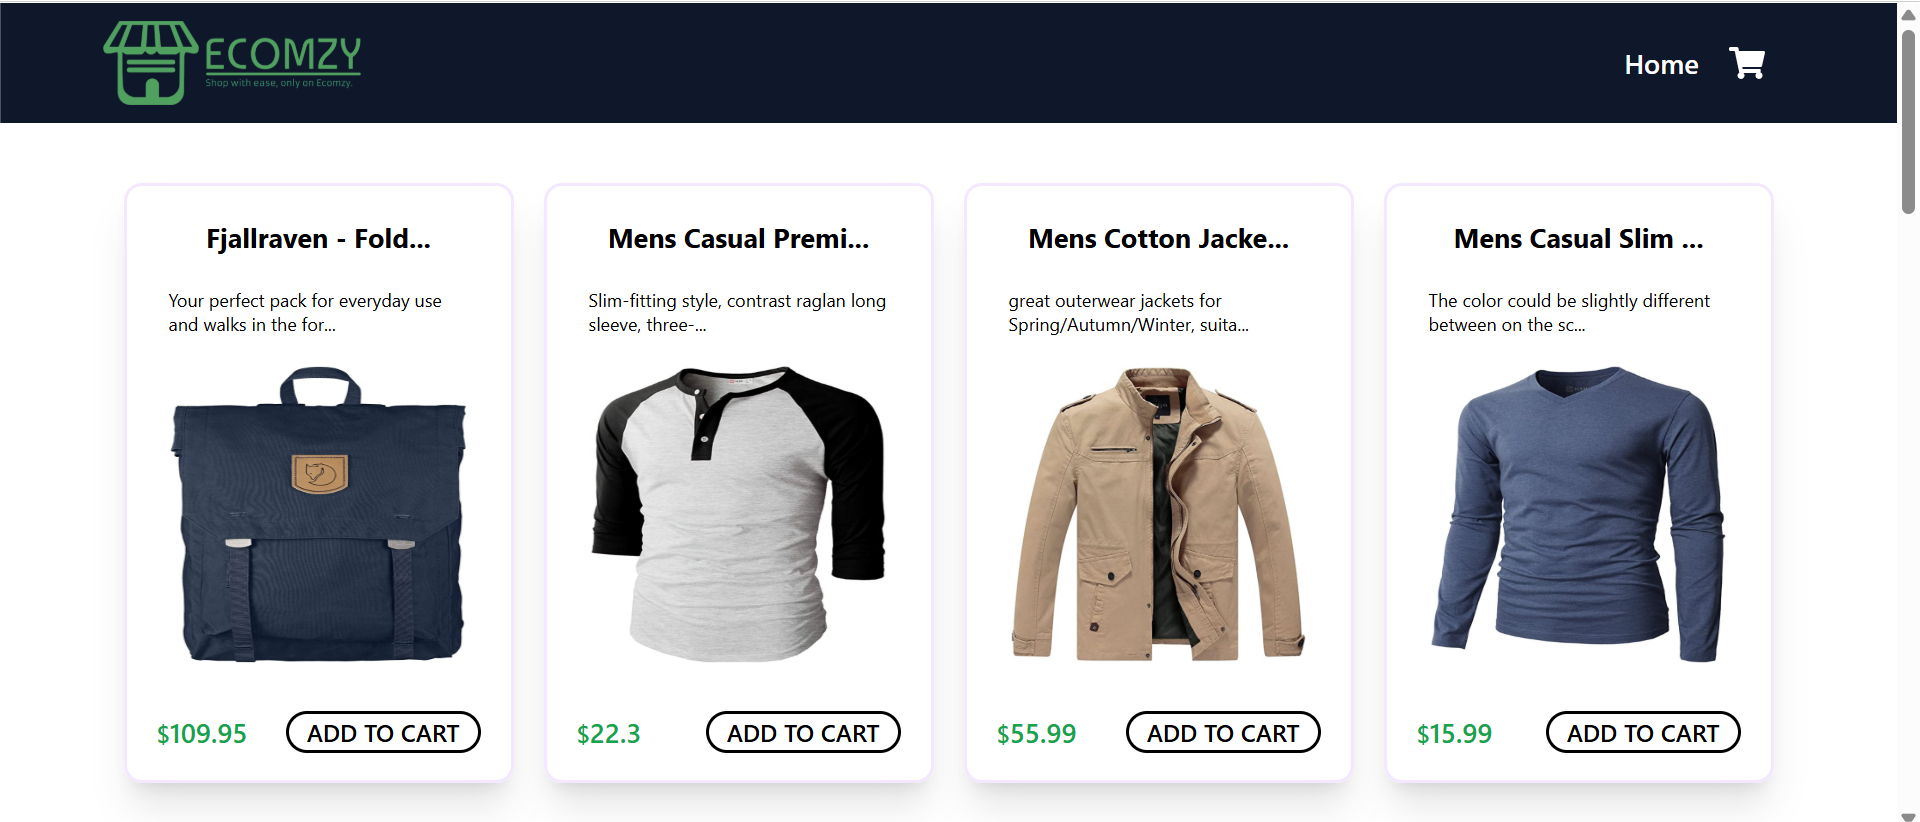 ECOMZY
Shop with ease, only on Ecomzy.
Home
Fjallraven - Fold...
Your perfect pack for everyday use
and walks in the for...
$109.95
ADD TO CART
Mens Casual Premi...
Slim-fitting style, contrast raglan long
sleeve, three-...
$22.3
ADD TO CART
Mens Cotton Jacke...
great outerwear jackets for
Spring/Autumn/Winter, suita...
$55.99
ADD TO CART
Mens Casual Slim ...
The color could be slightly different
between on the sc...
$15.99
ADD TO CART